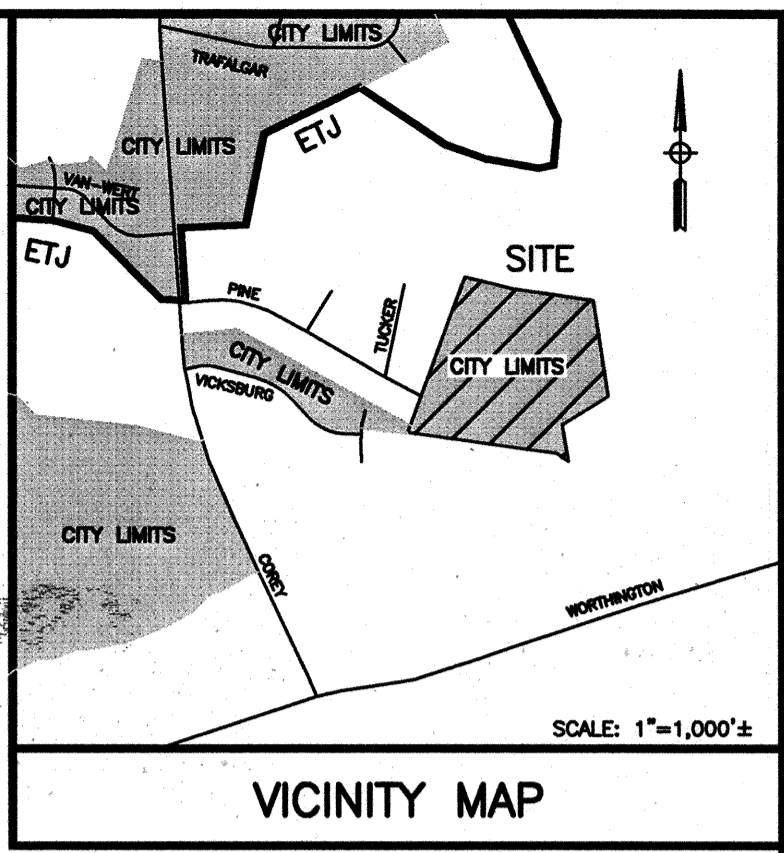 CITY LIMITS
TRAFALGAR
ETJ
CITY LIMITS
VAN-WERT
CITY LIMITS
ETJ
SITE
PINE
TUCKER
CITY LIMITS
CITY LIMITS
VICKSBURG
CITY LIMITS
COREY
WORTHINGTON
SCALE: 1"=1,000'±
VICINITY MAP